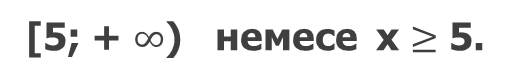 [5; + ∞) немесе x ≥ 5.